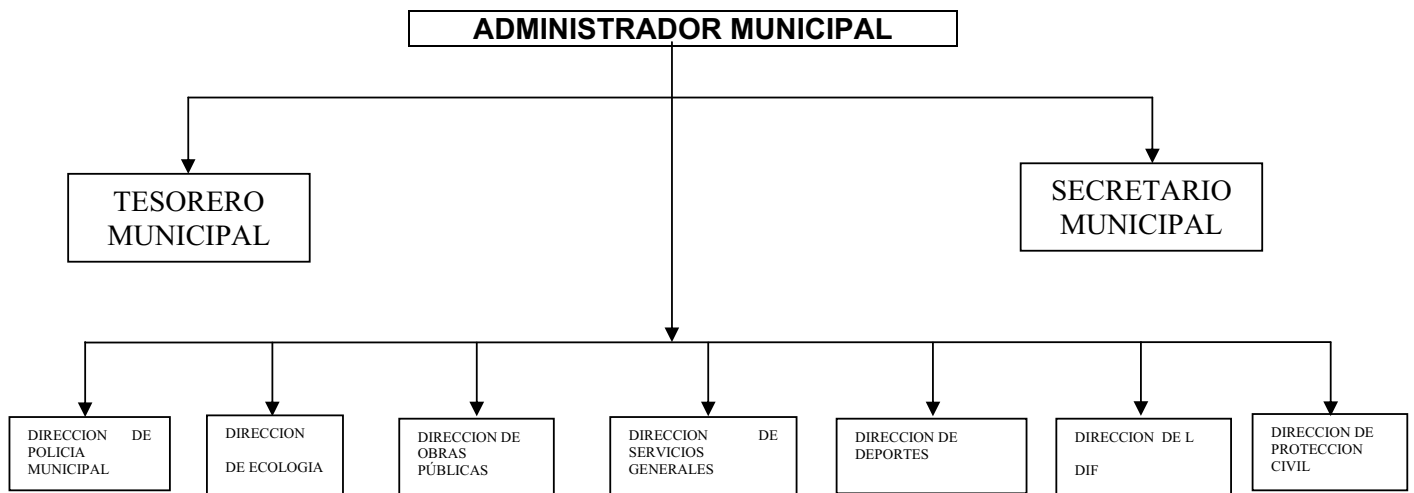 ADMINISTRADOR MUNICIPAL
TESORERO
MUNICIPAL
SECRETARIO
MUNICIPAL
DIRECCION DE
POLICIA
MUNICIPAL
DIRECCION
DE ECOLOGIA
DIRECCION DE
OBRAS
PÚBLICAS
DIRECCION DE
SERVICIOS
GENERALES
DIRECCION DE
DEPORTES
DIRECCION DE L
DIF
DIRECCION DE
PROTECCION
CIVIL